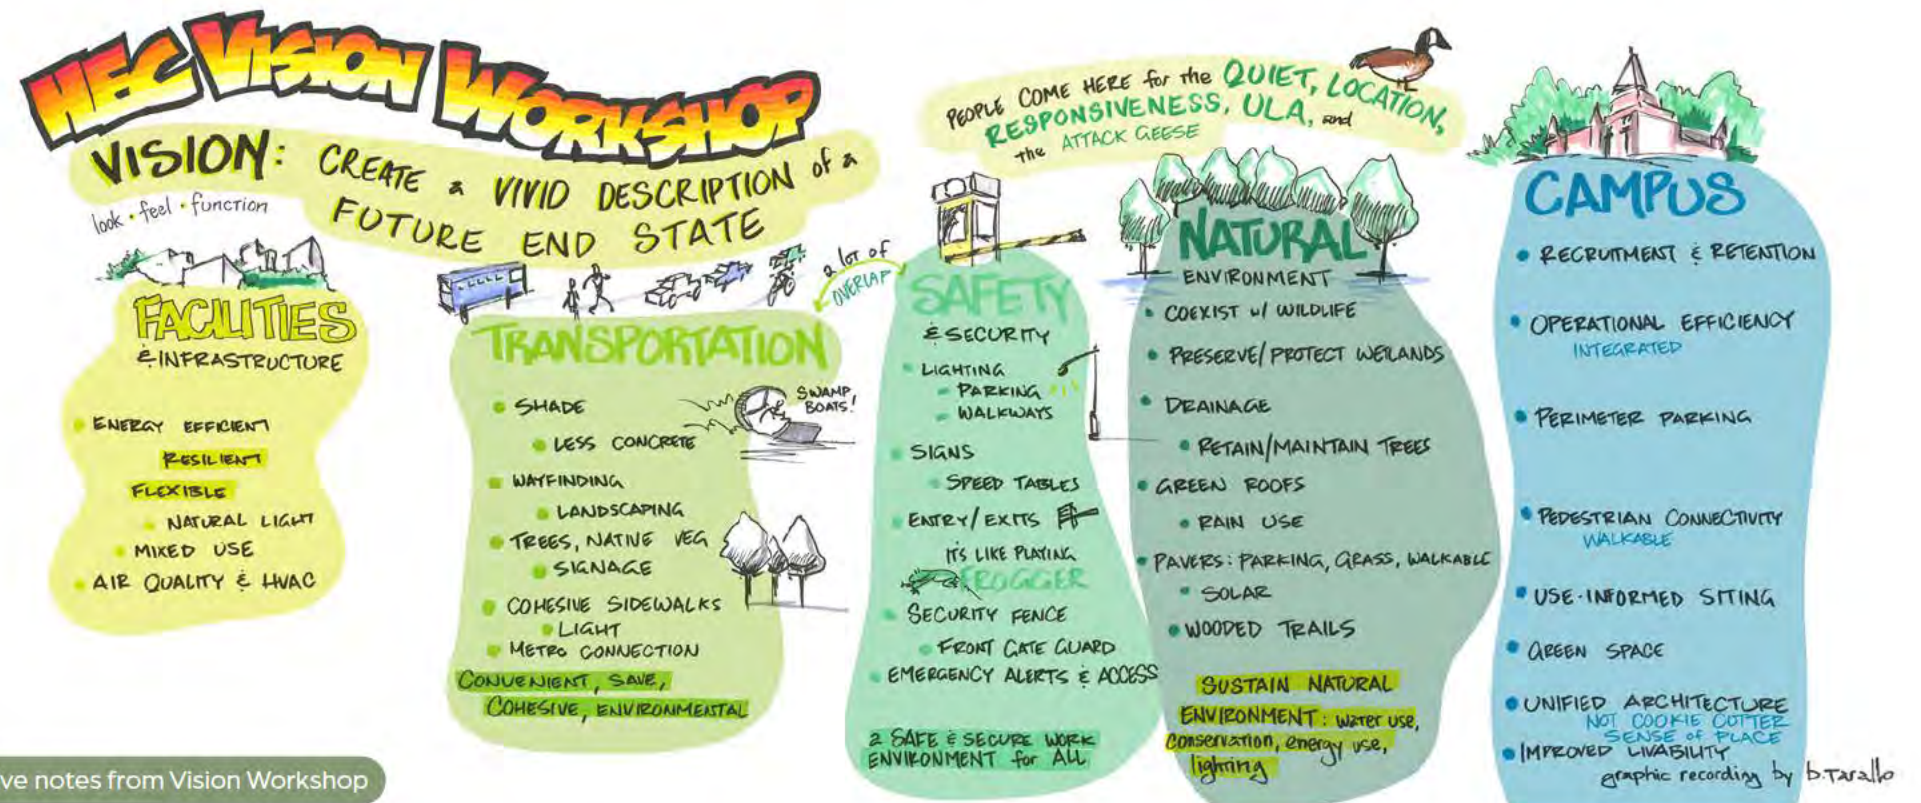 HEC VISION WORKSHOP
VISION: CREATE a VIVID DESCRIPTION of a
FUTURE END STATE
look • feel • function
PEOPLE COME HERE for the QUIET, LOCATION,
RESPONSIVENESS, ULA, and
the ATTACK GEESE
FACILITIES
& INFRASTRUCTURE
ENERGY EFFICIENT
RESILIENT
FLEXIBLE
NATURAL LIGHT
MIXED USE
AIR QUALITY & HVAC
TRANSPORTATION
SHADE
LESS CONCRETE
WAYFINDING
LANDSCAPING
TREES, NATIVE VEG
SIGNAGE
COHESIVE SIDEWALKS
LIGHT
METRO CONNECTION
CONVENIENT, SAVE,
COHESIVE, ENVIRONMENTAL
SWAMP
BOATS!
a lot of
OVERLAP
SAFETY
& SECURITY
LIGHTING
PARKING
WALKWAYS
SIGNS
SPEED TABLES
ENTRY/EXITS
IT'S LIKE PLAYING
FROGGER
SECURITY FENCE
FRONT GATE GUARD
EMERGENCY ALERTS & ACCESS
a SAFE & SECURE WORK
ENVIRONMENT for ALL
NATURAL
ENVIRONMENT
COEXIST w/ WILDLIFE
PRESERVE/PROTECT WETLANDS
DRAINAGE
RETAIN/MAINTAIN TREES
GREEN ROOFS
RAIN USE
PAVERS: PARKING, GRASS, WALKABLE
SOLAR
WOODED TRAILS
SUSTAIN NATURAL
ENVIRONMENT: water use,
conservation, energy use,
lighting
CAMPUS
RECRUITMENT & RETENTION
OPERATIONAL EFFICIENCY
INTEGRATED
PERIMETER PARKING
PEDESTRIAN CONNECTIVITY
WALKABLE
USE-INFORMED SITING
GREEN SPACE
UNIFIED ARCHITECTURE
NOT COOKIE CUTTER
SENSE of PLACE
IMPROVED LIVABILITY
graphic recording by b.Tarallo
ve notes from Vision Workshop